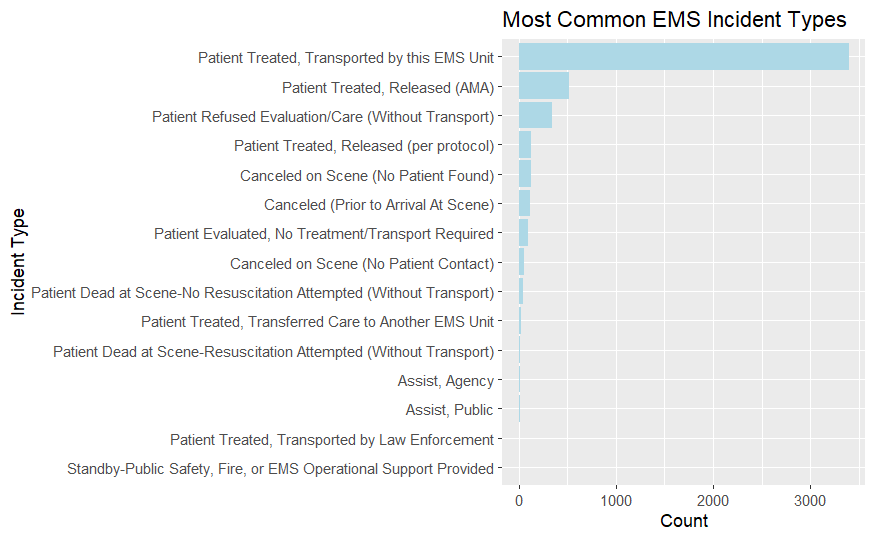 Most Common EMS Incident Types
Incident Type
Patient Treated, Transported by this EMS Unit
Patient Treated, Released (AMA)
Patient Refused Evaluation/Care (Without Transport)
Patient Treated, Released (per protocol)
Canceled on Scene (No Patient Found)
Canceled (Prior to Arrival At Scene)
Patient Evaluated, No Treatment/Transport Required
Canceled on Scene (No Patient Contact)
Patient Dead at Scene-No Resuscitation Attempted (Without Transport)
Patient Treated, Transferred Care to Another EMS Unit
Patient Dead at Scene-Resuscitation Attempted (Without Transport)
Assist, Agency
Assist, Public
Patient Treated, Transported by Law Enforcement
Standby-Public Safety, Fire, or EMS Operational Support Provided
0 1000 2000 3000
Count